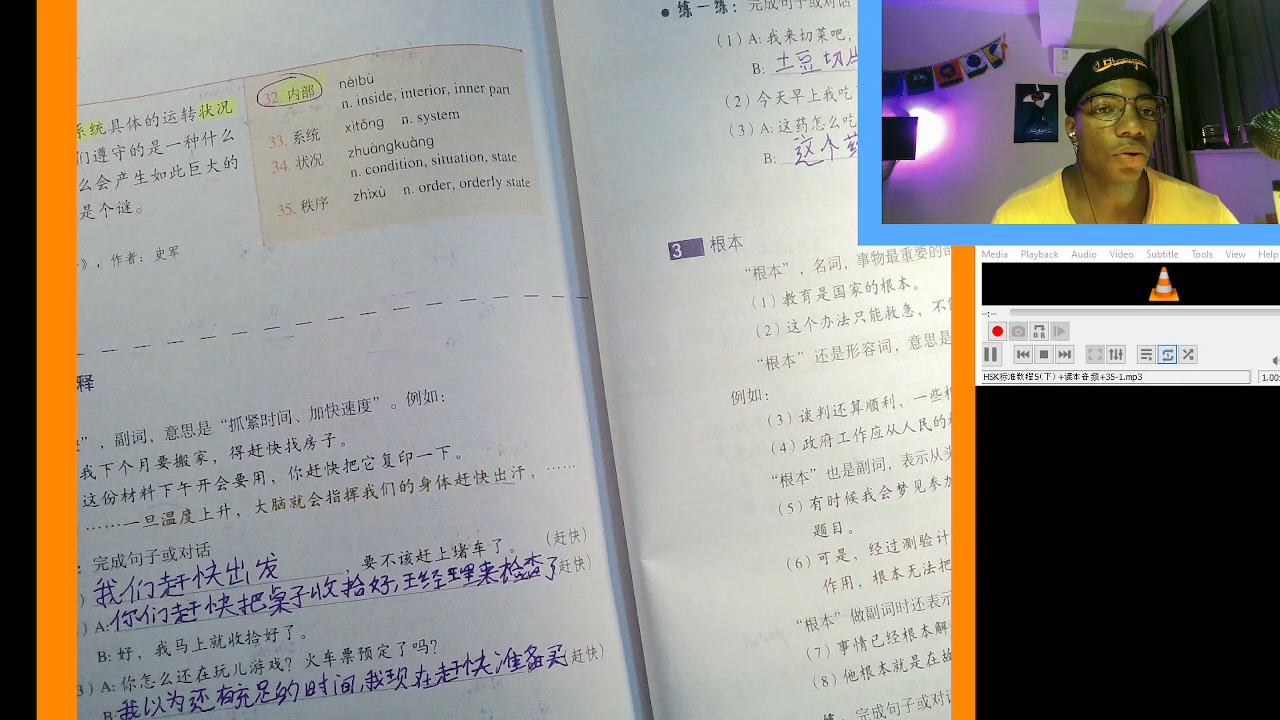 系统具体的运转状况
们遵守的是一种什么
么会产生如此巨大的
是个谜。
》，作者：史军
32. 内部 nèibù
n. inside, interior, inner part
33. 系统 xìtǒng n. system
34. 状况 zhuàngkuàng
n. condition, situation, state
35. 秩序 zhìxù n. order, orderly state
释
”，副词，意思是“抓紧时间、加快速度”。例如：
我下个月要搬家，得赶快找房子。
这份材料下午开会要用，你赶快把它复印一下。
……一旦温度上升，大脑就会指挥我们的身体赶快出汗，……
：完成句子或对话
）我们赶快出发，要不该赶上堵车了。（赶快）
）A:你们赶快把桌子收拾好,王经理来检查了（赶快）
B: 好，我马上就收拾好了。
3）A: 你怎么还在玩儿游戏？火车票预定了吗？
B:我以为还有充足的时间,我现在赶快准备买（赶快）
● 练一练：完成句子或对话
（1）A: 我来切菜吧，
B: 土豆切片
（2）今天早上我吃
（3）A: 这药怎么吃
B: 这个药
3 根本
“根本”，名词，事物最重要的部
（1）教育是国家的根本。
（2）这个办法只能救急，不
“根本”还是形容词，意思是
例如：
（3）谈判还算顺利，一些根
（4）政府工作应从人民的
“根本”也是副词，表示从头
（5）有时候我会梦见参加
题目。
（6）可是，经过测验计
作用，根本无法把
“根本”做副词时还表示
（7）事情已经根本解
（8）他根本就是在故
练：完成句子或对话
Media Playback Audio Video Subtitle Tools View Help
HSK标准教程5(下)+课本音频+35-1.mp3
1.00